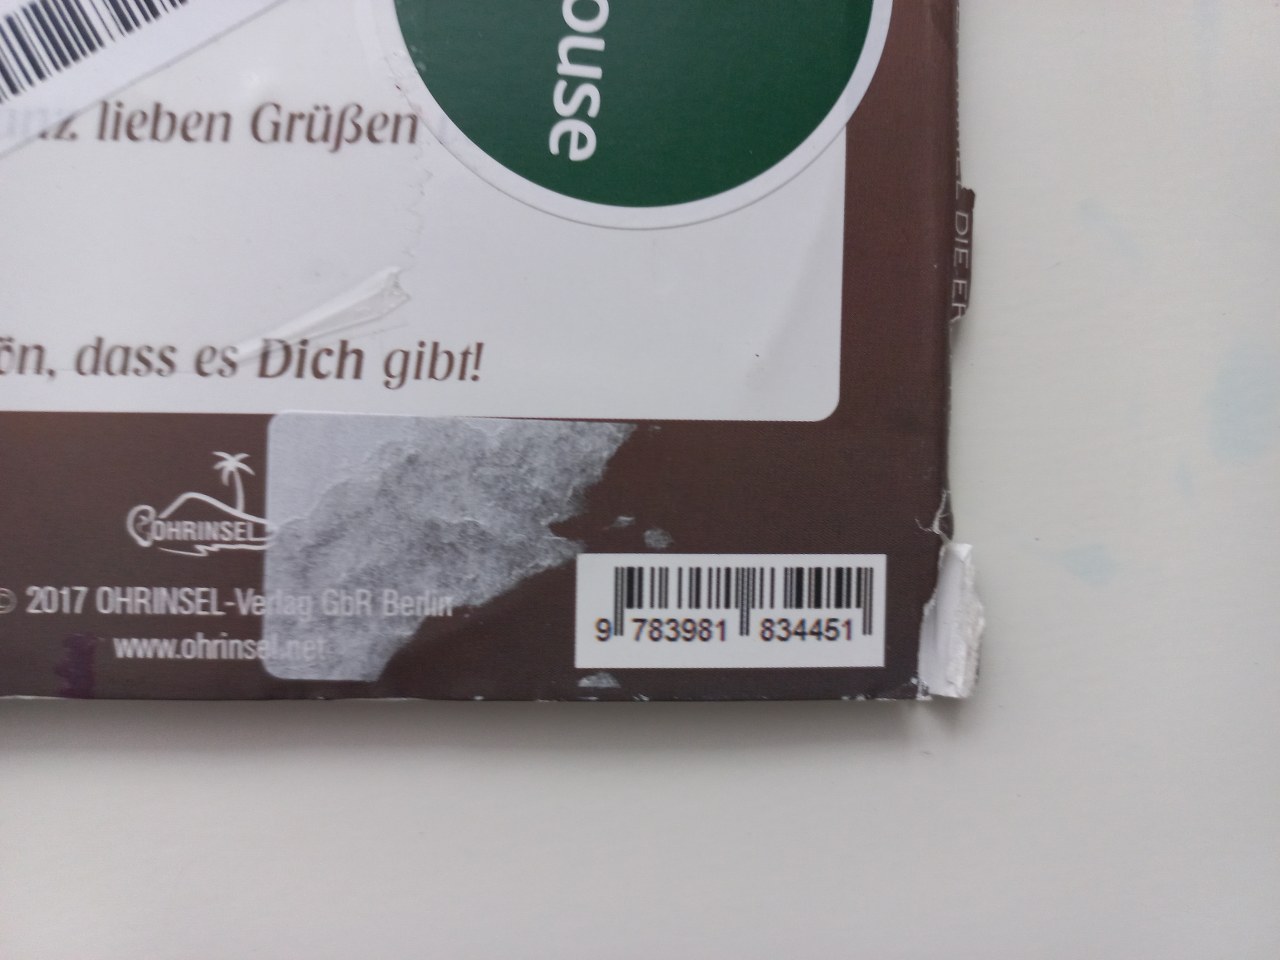 ouse
lieben Grüßen
dass es Dich gibt!
DIE
OHRINSEL
© 2017 OHRINSEL-Verlag GbR Berlin
www.ohrinsel.net
9 783981 834451